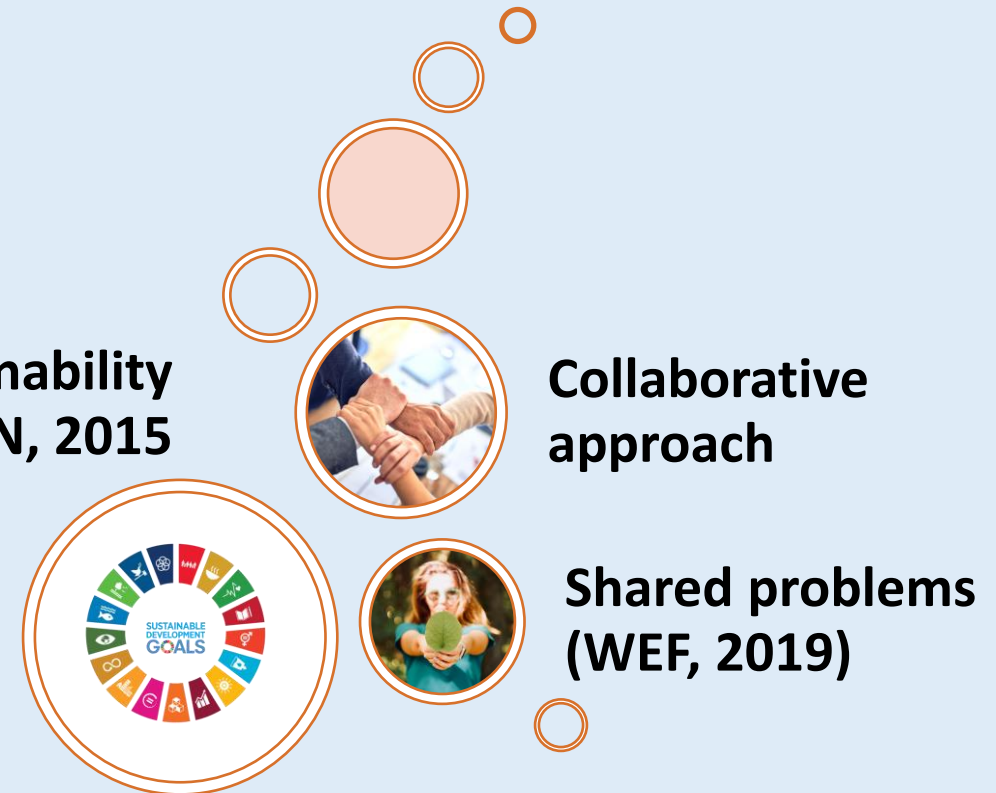 nability
N, 2015
Collaborative
approach
SUSTAINABLE
DEVELOPMENT
GOALS
Shared problems
(WEF, 2019)